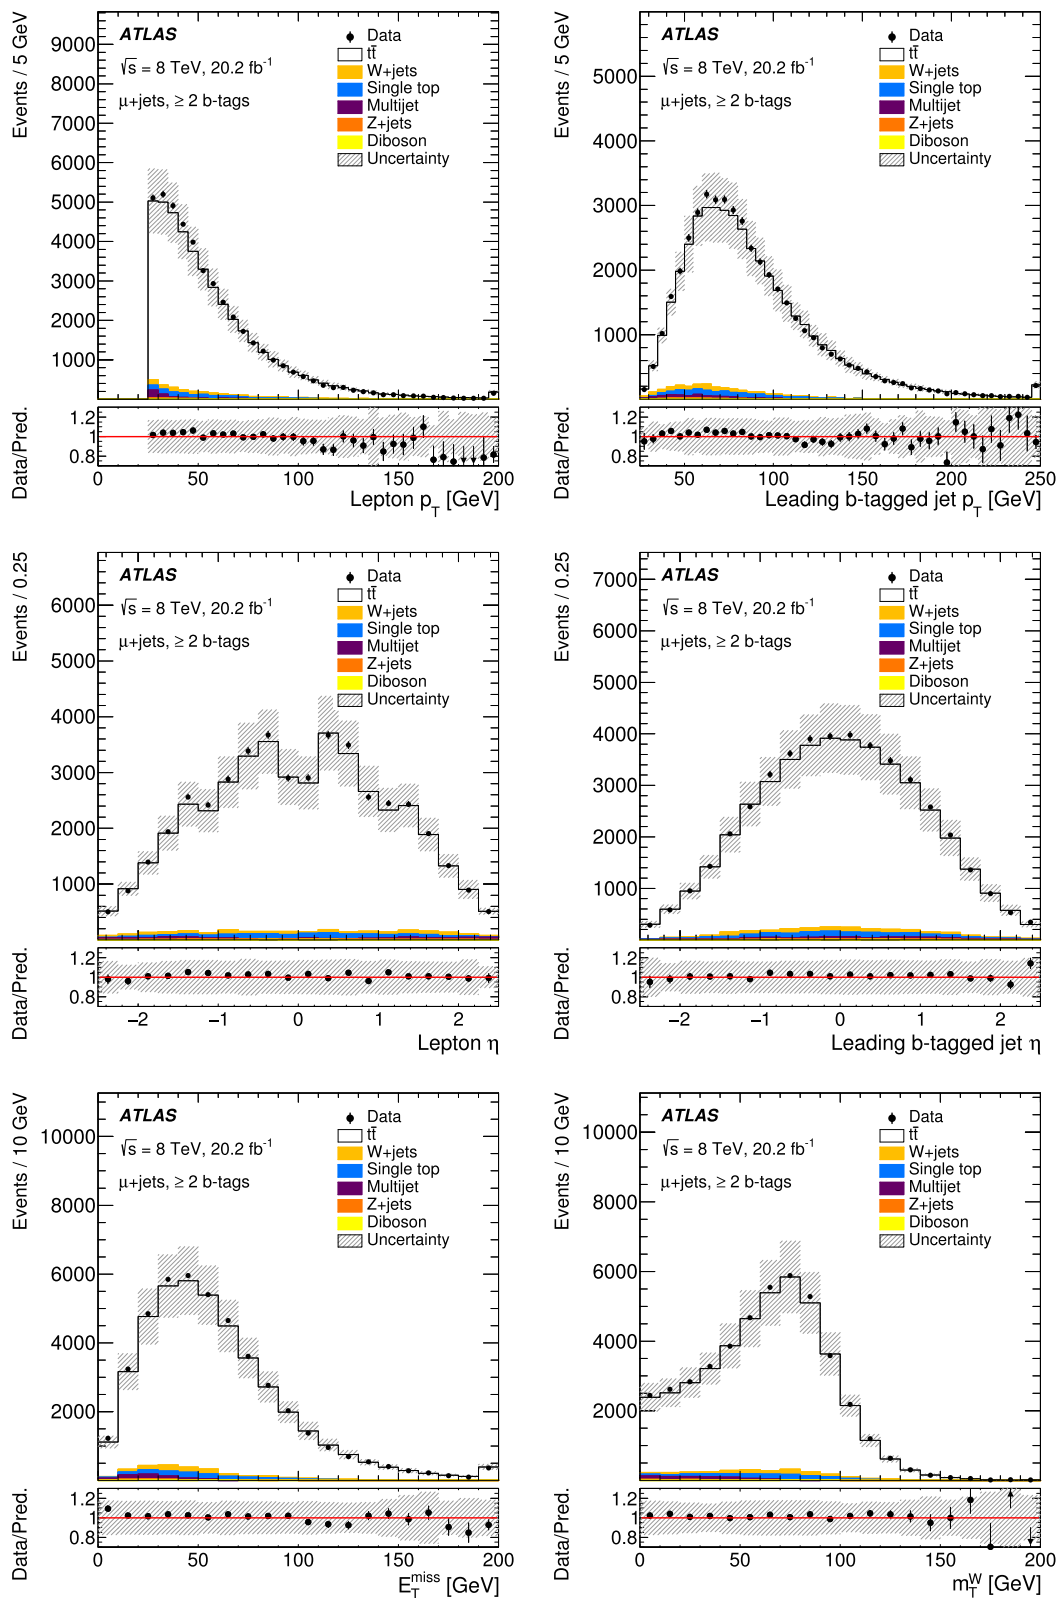 Events / 5 GeV
9000
8000
7000
6000
5000
4000
3000
2000
1000
ATLAS
√s = 8 TeV, 20.2 fb⁻¹
μ+jets, ≥ 2 b-tags
Data
tt̄
W+jets
Single top
Multijet
Z+jets
Diboson
Uncertainty
Data/Pred.
1.2
1
0.8
0 50 100 150 200
Lepton p_T [GeV]
Events / 5 GeV
5000
4000
3000
2000
1000
ATLAS
√s = 8 TeV, 20.2 fb⁻¹
μ+jets, ≥ 2 b-tags
Data
tt̄
W+jets
Single top
Multijet
Z+jets
Diboson
Uncertainty
Data/Pred.
1.2
1
0.8
50 100 150 200 250
Leading b-tagged jet p_T [GeV]
Events / 0.25
6000
5000
4000
3000
2000
1000
ATLAS
√s = 8 TeV, 20.2 fb⁻¹
μ+jets, ≥ 2 b-tags
Data
tt̄
W+jets
Single top
Multijet
Z+jets
Diboson
Uncertainty
Data/Pred.
1.2
1
0.8
−2 −1 0 1 2
Lepton η
Events / 0.25
7000
6000
5000
4000
3000
2000
1000
ATLAS
√s = 8 TeV, 20.2 fb⁻¹
μ+jets, ≥ 2 b-tags
Data
tt̄
W+jets
Single top
Multijet
Z+jets
Diboson
Uncertainty
Data/Pred.
1.2
1
0.8
−2 −1 0 1 2
Leading b-tagged jet η
Events / 10 GeV
10000
8000
6000
4000
2000
ATLAS
√s = 8 TeV, 20.2 fb⁻¹
μ+jets, ≥ 2 b-tags
Data
tt̄
W+jets
Single top
Multijet
Z+jets
Diboson
Uncertainty
Data/Pred.
1.2
1
0.8
0 50 100 150 200
E_T^miss [GeV]
Events / 10 GeV
10000
8000
6000
4000
2000
ATLAS
√s = 8 TeV, 20.2 fb⁻¹
μ+jets, ≥ 2 b-tags
Data
tt̄
W+jets
Single top
Multijet
Z+jets
Diboson
Uncertainty
Data/Pred.
1.2
1
0.8
0 50 100 150 200
m_T^W [GeV]